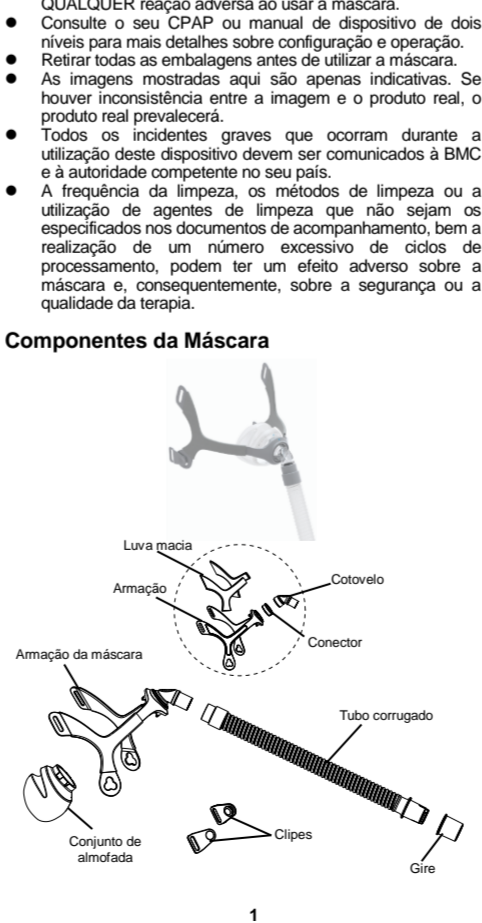 QUALQUER reação adversa ao usar a máscara.
● Consulte o seu CPAP ou manual de dispositivo de dois
níveis para mais detalhes sobre configuração e operação.
● Retirar todas as embalagens antes de utilizar a máscara.
● As imagens mostradas aqui são apenas indicativas. Se
houver inconsistência entre a imagem e o produto real, o
produto real prevalecerá.
● Todos os incidentes graves que ocorram durante a
utilização deste dispositivo devem ser comunicados à BMC
e à autoridade competente no seu país.
● A frequência da limpeza, os métodos de limpeza ou a
utilização de agentes de limpeza que não sejam os
especificados nos documentos de acompanhamento, bem a
realização de um número excessivo de ciclos de
processamento, podem ter um efeito adverso sobre a
máscara e, consequentemente, sobre a segurança ou a
qualidade da terapia.
Componentes da Máscara
Luva macia
Armação
Cotovelo
Conector
Armação da máscara
Tubo corrugado
Conjunto de
almofada
Clipes
Gire
1